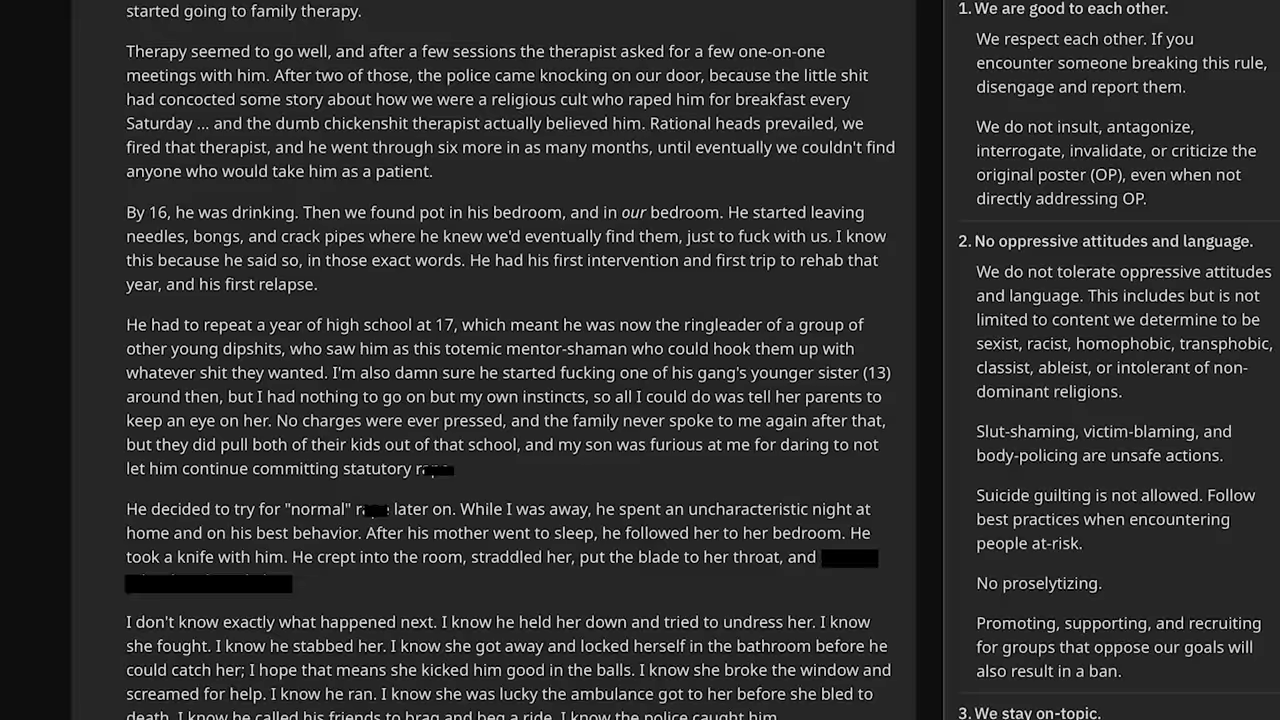 started going to family therapy.
Therapy seemed to go well, and after a few sessions the therapist asked for a few one-on-one
meetings with him. After two of those, the police came knocking on our door, because the little shit
had concocted some story about how we were a religious cult who raped him for breakfast every
Saturday ... and the dumb chickenshit therapist actually believed him. Rational heads prevailed, we
fired that therapist, and he went through six more in as many months, until eventually we couldn't find
anyone who would take him as a patient.
By 16, he was drinking. Then we found pot in his bedroom, and in our bedroom. He started leaving
needles, bongs, and crack pipes where he knew we'd eventually find them, just to fuck with us. I know
this because he said so, in those exact words. He had his first intervention and first trip to rehab that
year, and his first relapse.
He had to repeat a year of high school at 17, which meant he was now the ringleader of a group of
other young dipshits, who saw him as this totemic mentor-shaman who could hook them up with
whatever shit they wanted. I'm also damn sure he started fucking one of his gang's younger sister (13)
around then, but I had nothing to go on but my own instincts, so all I could do was tell her parents to
keep an eye on her. No charges were ever pressed, and the family never spoke to me again after that,
but they did pull both of their kids out of that school, and my son was furious at me for daring to not
let him continue committing statutory
He decided to try for "normal" later on. While I was away, he spent an uncharacteristic night at
home and on his best behavior. After his mother went to sleep, he followed her to her bedroom. He
took a knife with him. He crept into the room, straddled her, put the blade to her throat, and
I don't know exactly what happened next. I know he held her down and tried to undress her. I know
she fought. I know he stabbed her. I know she got away and locked herself in the bathroom before he
could catch her; I hope that means she kicked him good in the balls. I know she broke the window and
screamed for help. I know he ran. I know she was lucky the ambulance got to her before she bled to
death. I know he called his friends to brag and beg a ride. I know the police caught him.
1. We are good to each other.
We respect each other. If you
encounter someone breaking this rule,
disengage and report them.
We do not insult, antagonize,
interrogate, invalidate, or criticize the
original poster (OP), even when not
directly addressing OP.
2. No oppressive attitudes and language.
We do not tolerate oppressive attitudes
and language. This includes but is not
limited to content we determine to be
sexist, racist, homophobic, transphobic,
classist, ableist, or intolerant of non-
dominant religions.
Slut-shaming, victim-blaming, and
body-policing are unsafe actions.
Suicide guilting is not allowed. Follow
best practices when encountering
people at-risk.
No proselytizing.
Promoting, supporting, and recruiting
for groups that oppose our goals will
also result in a ban.
3. We stay on-topic.